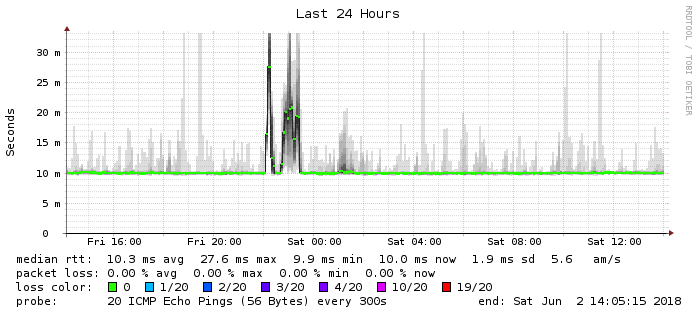 Last 24 Hours
RRDTOOL / TOBI OETIKER
Seconds
30 m
25 m
20 m
15 m
10 m
5 m
0
Fri 16:00 Fri 20:00 Sat 00:00 Sat 04:00 Sat 08:00 Sat 12:00
median rtt: 10.3 ms avg 27.6 ms max 9.9 ms min 10.0 ms now 1.9 ms sd 5.6 am/s
packet loss: 0.00 % avg 0.00 % max 0.00 % min 0.00 % now
loss color: 0 1/20 2/20 3/20 4/20 10/20 19/20
probe: 20 ICMP Echo Pings (56 Bytes) every 300s end: Sat Jun 2 14:05:15 2018